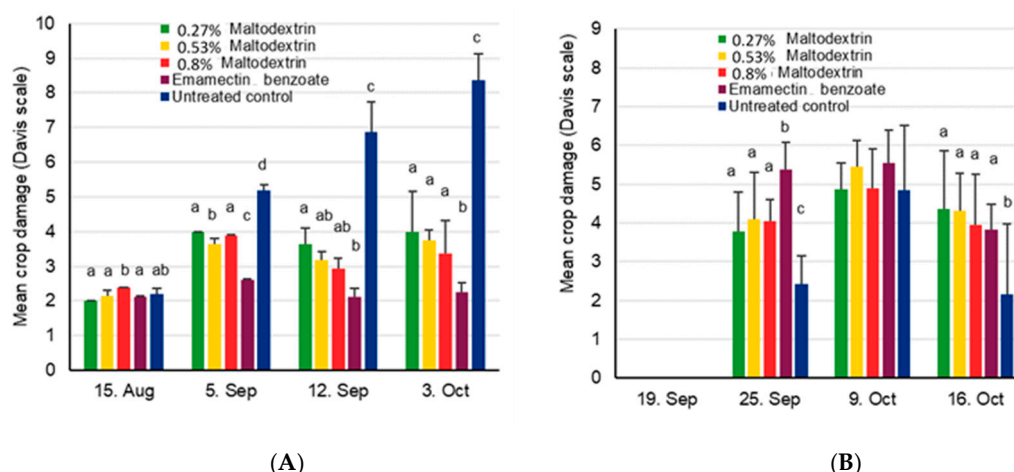 10
9
8
7
6
5
4
3
2
1
0
Mean crop damage (Davis scale)
0.27% Maltodextrin
0.53% Maltodextrin
0.8% Maltodextrin
Emamectin benzoate
Untreated control
a a b a ab
a b a c d
a ab ab b c
a a a b c
15. Aug 5. Sep 12. Sep 3. Oct
(A)
9
8
7
6
5
4
3
2
1
0
Mean crop damage (Davis scale)
0.27% Maltodextrin
0.53% Maltodextrin
0.8% Maltodextrin
Emamectin benzoate
Untreated control
a a a b c
a a a a b
19. Sep 25. Sep 9. Oct 16. Oct
(B)